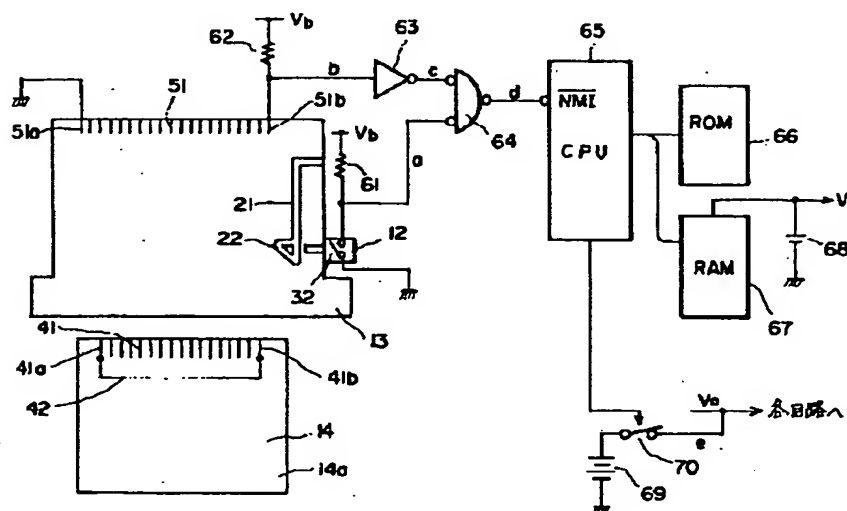 Vb
62
63
65
51
b
c
d
NMI
CPU
ROM
66
51a
51b
Vb
64
61
a
21
22
12
32
13
RAM
67
V
68
41
41a
41b
42
14
14a
Va
各回路へ
e
70
69